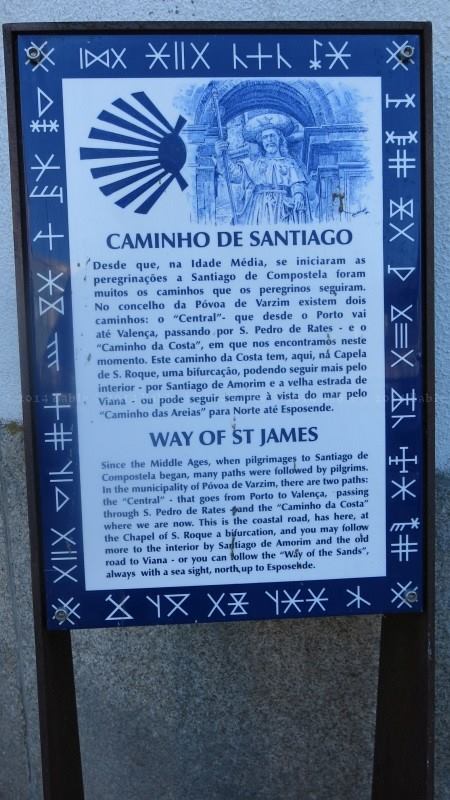 CAMINHO DE SANTIAGO
Desde que, na Idade Média, se iniciaram as
peregrinações a Santiago de Compostela foram
muitos os caminhos que os peregrinos seguiram.
No concelho da Póvoa de Varzim existem dois
caminhos: o “Central”- que desde o Porto vai
até Valença, passando por S. Pedro de Rates - e o
“Caminho da Costa”, em que nos encontramos neste
momento. Este caminho da Costa tem, aqui, na Capela
de S. Roque, uma bifurcação, podendo seguir mais pelo
interior - por Santiago de Amorim e a velha estrada de
Viana - ou pode seguir sempre à vista do mar pelo
“Caminho das Areias” para Norte até Esposende.
WAY OF ST JAMES
Since the Middle Ages, when pilgrimages to Santiago de
Compostela began, many paths were followed by pilgrims.
In the municipality of Póvoa de Varzim, there are two paths:
the “Central” - that goes from Porto to Valença, passing
through S. Pedro de Rates - and the “Caminho da Costa”
where we are now. This is the coastal road, has here, at
the Chapel of S. Roque a bifurcation, and you may follow
more to the interior by Santiago de Amorim and the old
road to Viana - or you can follow the “Way of the Sands”,
always with a sea sight, north up to Esposende.